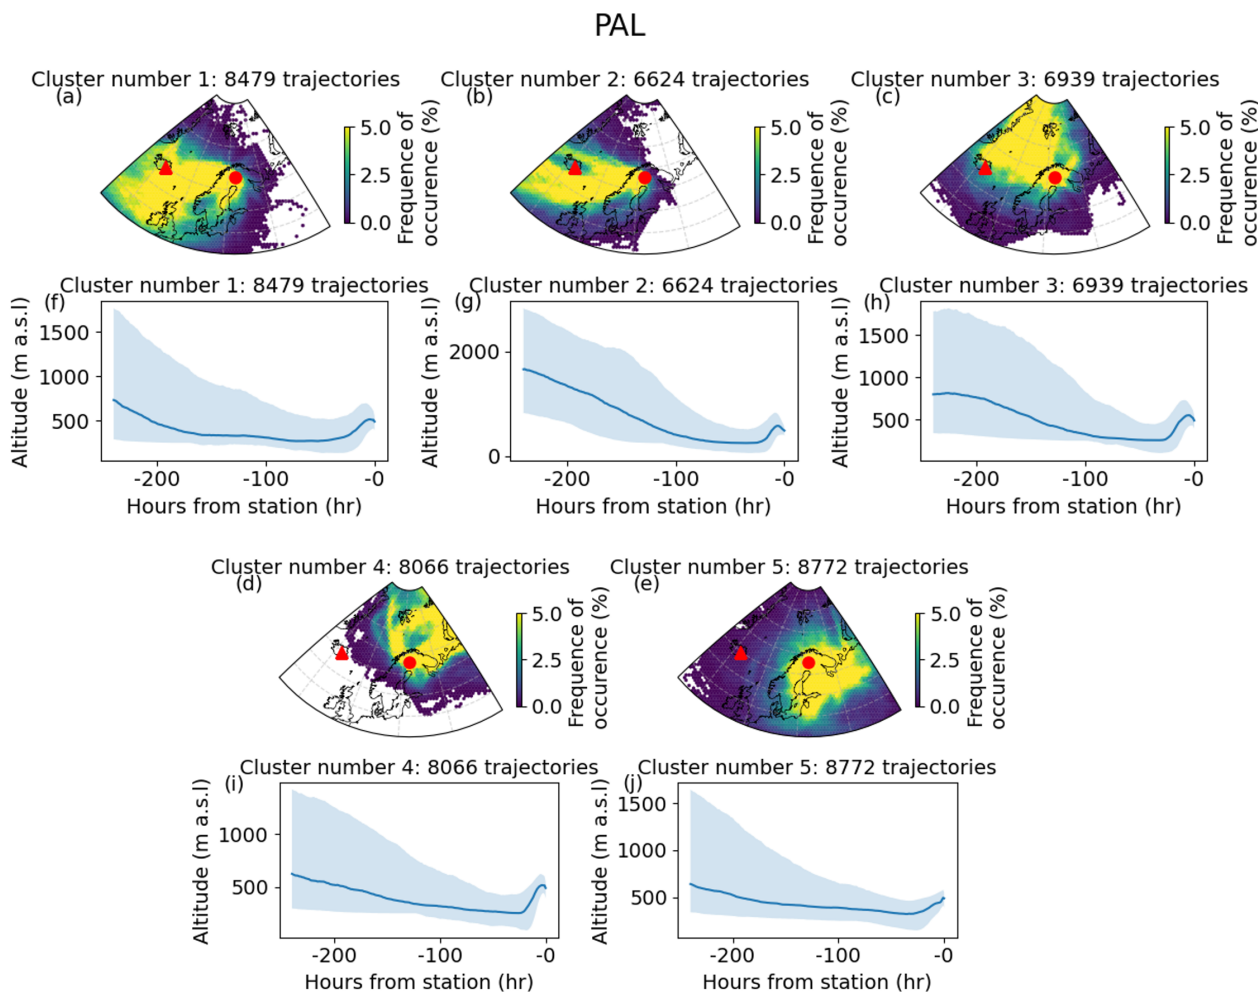 PAL
Cluster number 1: 8479 trajectories
Cluster number 2: 6624 trajectories
Cluster number 3: 6939 trajectories
(a)
(b)
(c)
5.0
2.5
0.0
Frequence of
occurrence (%)
5.0
2.5
0.0
Frequence of
occurrence (%)
5.0
2.5
0.0
Frequence of
occurrence (%)
Cluster number 1: 8479 trajectories
Cluster number 2: 6624 trajectories
Cluster number 3: 6939 trajectories
(f)
(g)
(h)
Altitude (m a.s.l)
1500
1000
500
-200
-100
-0
Hours from station (hr)
Altitude (m a.s.l)
2000
0
-200
-100
-0
Hours from station (hr)
Altitude (m a.s.l)
1500
1000
500
-200
-100
-0
Hours from station (hr)
Cluster number 4: 8066 trajectories
Cluster number 5: 8772 trajectories
(d)
(e)
5.0
2.5
0.0
Frequence of
occurrence (%)
5.0
2.5
0.0
Frequence of
occurrence (%)
Cluster number 4: 8066 trajectories
Cluster number 5: 8772 trajectories
(i)
(j)
Altitude (m a.s.l)
1000
500
-200
-100
-0
Hours from station (hr)
Altitude (m a.s.l)
1500
1000
500
-200
-100
-0
Hours from station (hr)